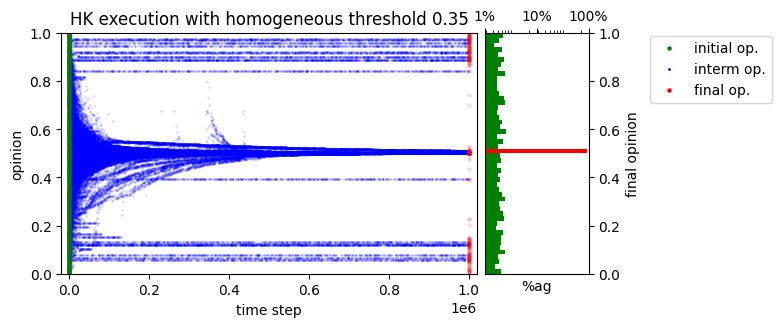 HK execution with homogeneous threshold 0.35
1% 10% 100%
initial op.
interm op.
final op.
1.0 1.0
0.8 0.8
0.6 0.6
0.4 0.4
0.2 0.2
0.0 0.0
opinion
final opinion
0.0 0.2 0.4 0.6 0.8 1.0
1e6
time step
%ag